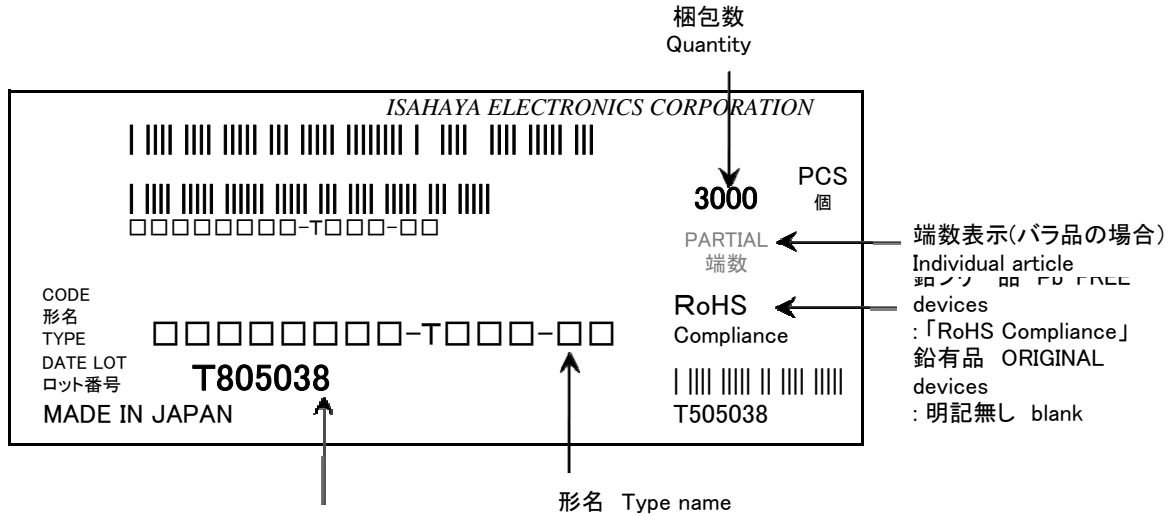 梱包数
Quantity
ISAHAYA ELECTRONICS CORPORATION
3000
PCS
個
□□□□□□□□-T□□□-□□
PARTIAL
端数
端数表示(バラ品の場合)
Individual article
CODE
形名
TYPE
□□□□□□□□-T□□□-□□
RoHS
Compliance
devices
:「RoHS Compliance」
鉛有品 ORIGINAL
devices
: 明記無し blank
DATE LOT
ロット番号
T805038
MADE IN JAPAN
T505038
形名 Type name